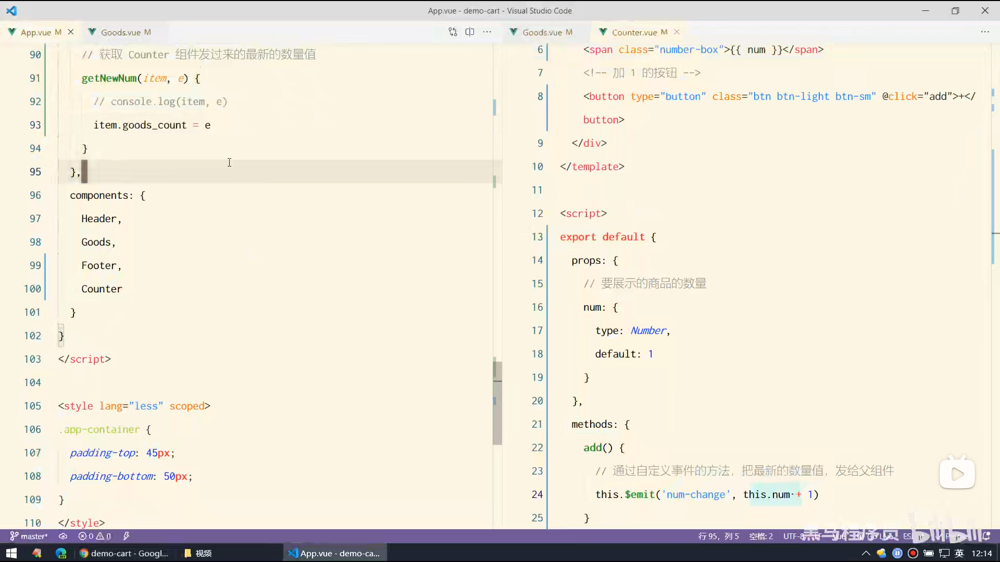 App.vue - demo-cart - Visual Studio Code
App.vue M
Goods.vue M
Goods.vue M
Counter.vue M
90 // 获取 Counter 组件发过来的最新的数量值
91 getNewNum(item, e) {
92 // console.log(item, e)
93 item.goods_count = e
94 }
95 },
96 components: {
97 Header,
98 Goods,
99 Footer,
100 Counter
101 }
102 }
103 </script>
104
105 <style lang="less" scoped>
106 .app-container {
107 padding-top: 45px;
108 padding-bottom: 50px;
109 }
110 </style>
6 <span class="number-box">{{ num }}</span>
7 <!-- 加 1 的按钮 -->
8 <button type="button" class="btn btn-light btn-sm" @click="add">+</
button>
9 </div>
10 </template>
11
12 <script>
13 export default {
14 props: {
15 // 要展示的商品的数量
16 num: {
17 type: Number,
18 default: 1
19 }
20 },
21 methods: {
22 add() {
23 // 通过自定义事件的方法，把最新的数量值，发给父组件
24 this.$emit('num-change', this.num + 1)
25 }
master*
0
0
行 95，列 5
空格: 2
UTF-8
黑马程序员
bilibili
demo-cart - Googl...
视频
App.vue - demo-ca...
英
12:14